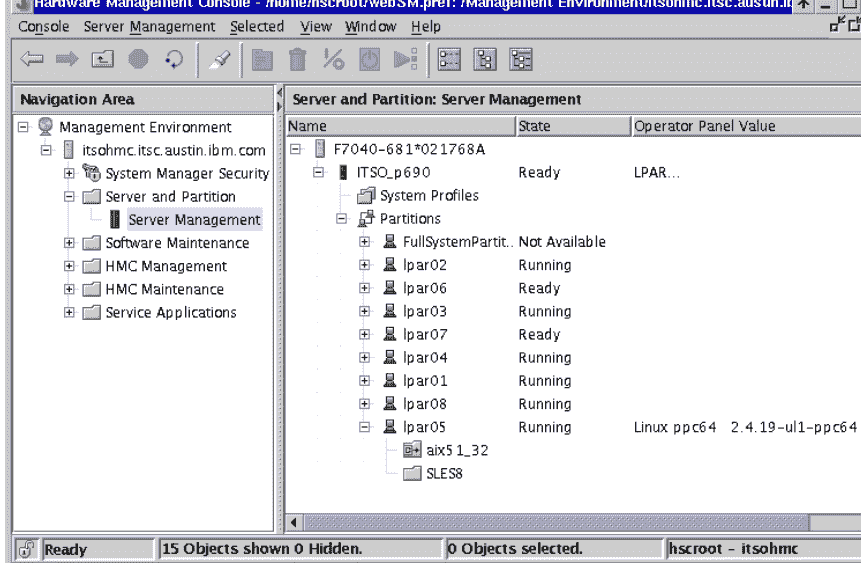 Hardware Management Console - /home/hscroot/WebSM.pref: /Management Environment/itsohmc.itsc.austin.ib
Console Server Management Selected View Window Help
Navigation Area
Management Environment
itsohmc.itsc.austin.ibm.com
System Manager Security
Server and Partition
Server Management
Software Maintenance
HMC Management
HMC Maintenance
Service Applications
Server and Partition: Server Management
Name State Operator Panel Value
F7040-681*021768A
ITSO_p690 Ready LPAR...
System Profiles
Partitions
FullSystemPartit.. Not Available
lpar02 Running
lpar06 Ready
lpar03 Running
lpar07 Ready
lpar04 Running
lpar01 Running
lpar08 Running
lpar05 Running Linux ppc64 2.4.19-ul1-ppc64
aix51_32
SLES8
Ready 15 Objects shown 0 Hidden. 0 Objects selected. hscroot - itsohmc